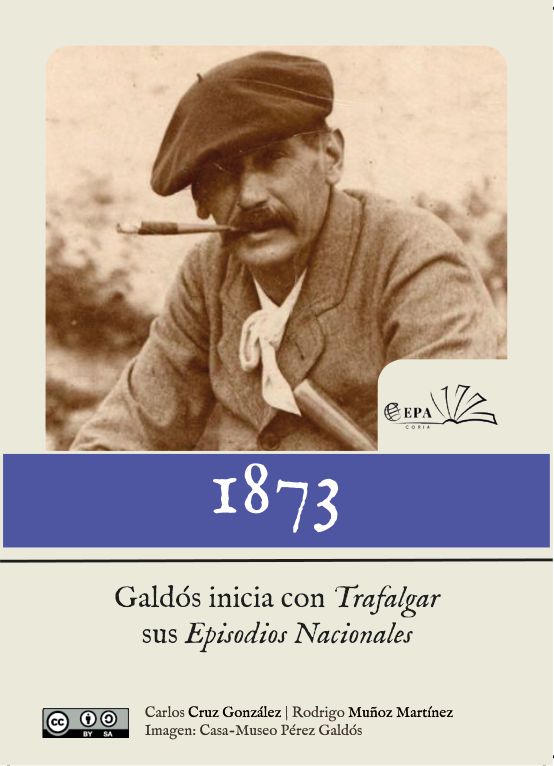 EPA
CORIA
1873
Galdós inicia con Trafalgar
sus Episodios Nacionales
cc BY SA
Carlos Cruz González | Rodrigo Muñoz Martínez
Imagen: Casa-Museo Pérez Galdós